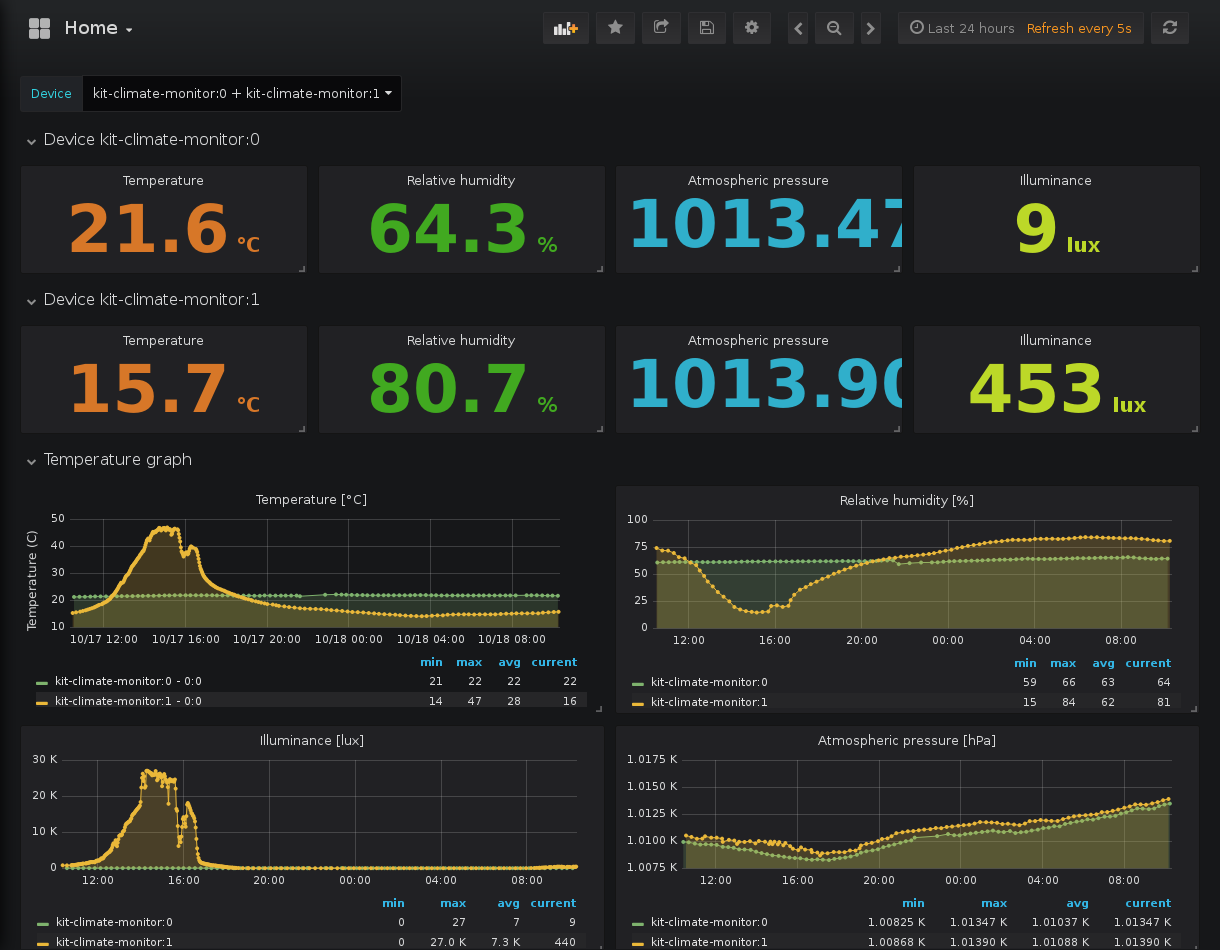 Home
Last 24 hours Refresh every 5s
Device kit-climate-monitor:0 + kit-climate-monitor:1
Device kit-climate-monitor:0
Temperature Relative humidity Atmospheric pressure Illuminance
21.6 °C 64.3 % 1013.47 9 lux
Device kit-climate-monitor:1
Temperature Relative humidity Atmospheric pressure Illuminance
15.7 °C 80.7 % 1013.90 453 lux
Temperature graph
Temperature [°C]
Temperature (C)
50
40
30
20
10
10/17 12:00 10/17 16:00 10/17 20:00 10/18 00:00 10/18 04:00 10/18 08:00
min max avg current
kit-climate-monitor:0 - 0:0 21 22 22 22
kit-climate-monitor:1 - 0:0 14 47 28 16
Relative humidity [%]
100
75
50
25
0
12:00 16:00 20:00 00:00 04:00 08:00
min max avg current
kit-climate-monitor:0 59 66 63 64
kit-climate-monitor:1 15 84 62 81
Illuminance [lux]
30 K
20 K
10 K
0
12:00 16:00 20:00 00:00 04:00 08:00
min max avg current
kit-climate-monitor:0 0 27 7 9
kit-climate-monitor:1 0 27.0 K 7.3 K 440
Atmospheric pressure [hPa]
1.0175 K
1.0150 K
1.0125 K
1.0100 K
1.0075 K
12:00 16:00 20:00 00:00 04:00 08:00
min max avg current
kit-climate-monitor:0 1.00825 K 1.01347 K 1.01037 K 1.01347 K
kit-climate-monitor:1 1.00868 K 1.01390 K 1.01088 K 1.01390 K